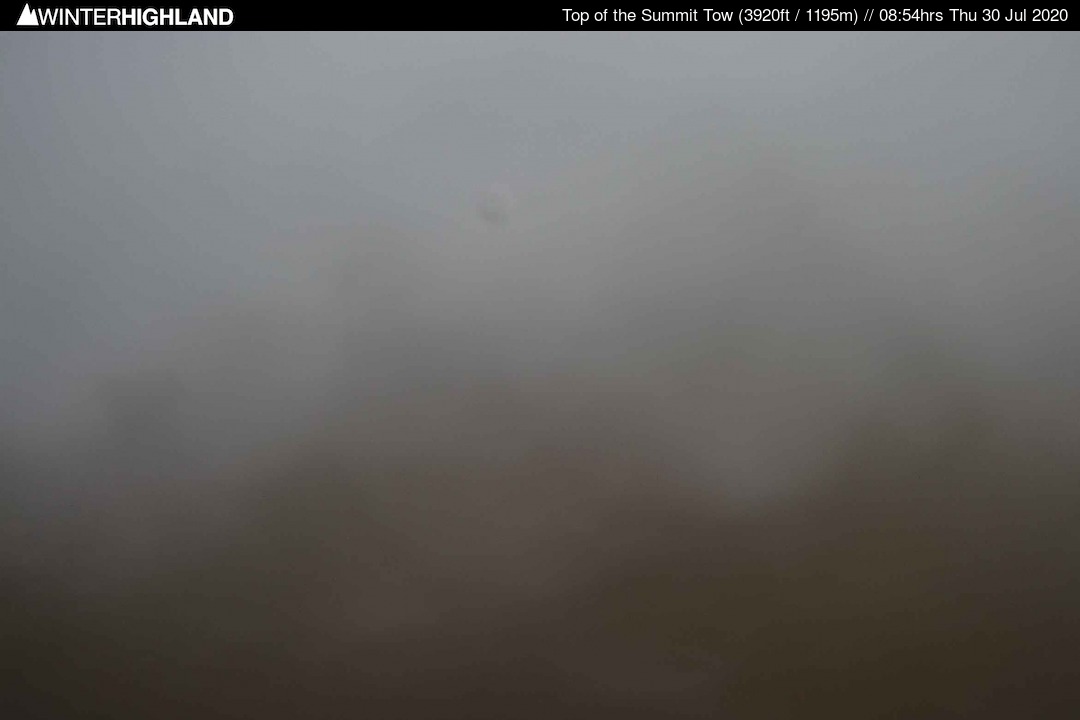 WINTERHIGHLAND
Top of the Summit Tow (3920ft / 1195m) // 08:54hrs Thu 30 Jul 2020